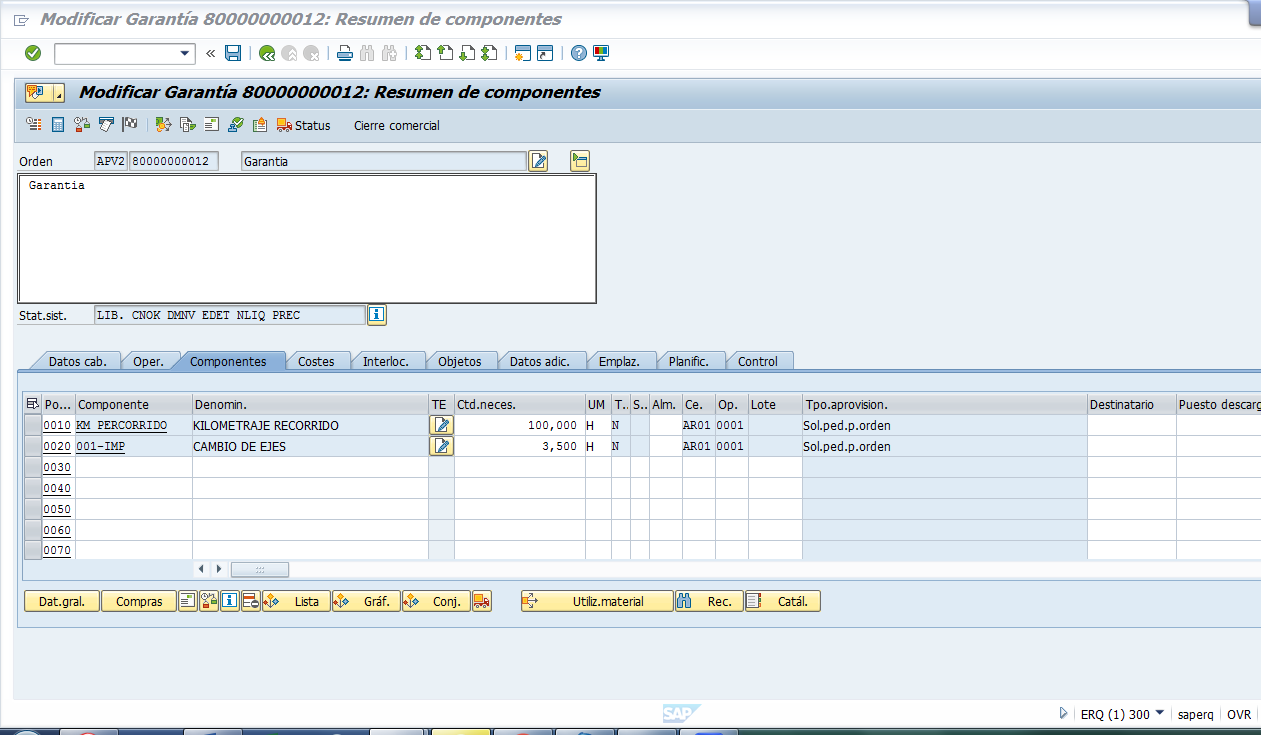 Modificar Garantía 80000000012: Resumen de componentes
Modificar Garantía 80000000012: Resumen de componentes
Status Cierre comercial
Orden APV2 80000000012 Garantia
Garantia
Stat.sist. LIB. CNOK DMNV EDET NLIQ PREC
Datos cab. Oper. Componentes Costes Interloc. Objetos Datos adic. Emplaz. Planific. Control
Po... Componente Denomin. TE Ctd.neces. UM T.. S.. Alm. Ce. Op. Lote Tpo.aprovision. Destinatario Puesto descarg
0010 KM PERCORRIDO KILOMETRAJE RECORRIDO 100,000 H N AR01 0001 Sol.ped.p.orden
0020 001-IMP CAMBIO DE EJES 3,500 H N AR01 0001 Sol.ped.p.orden
0030
0040
0050
0060
0070
Dat.gral. Compras Lista Gráf. Conj. Utiliz.material Rec. Catál.
SAP ERQ (1) 300 saperq OVR